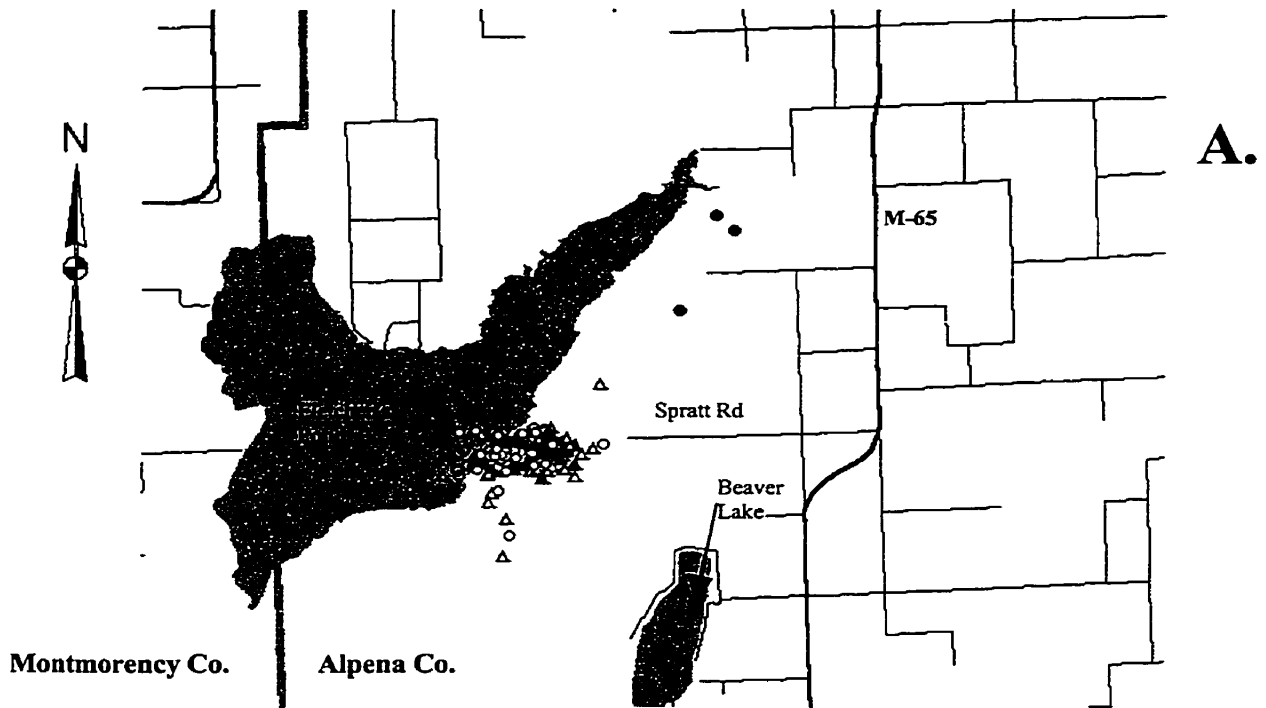 N
A.
M-65
Spratt Rd
Beaver
Lake
Montmorency Co.
Alpena Co.